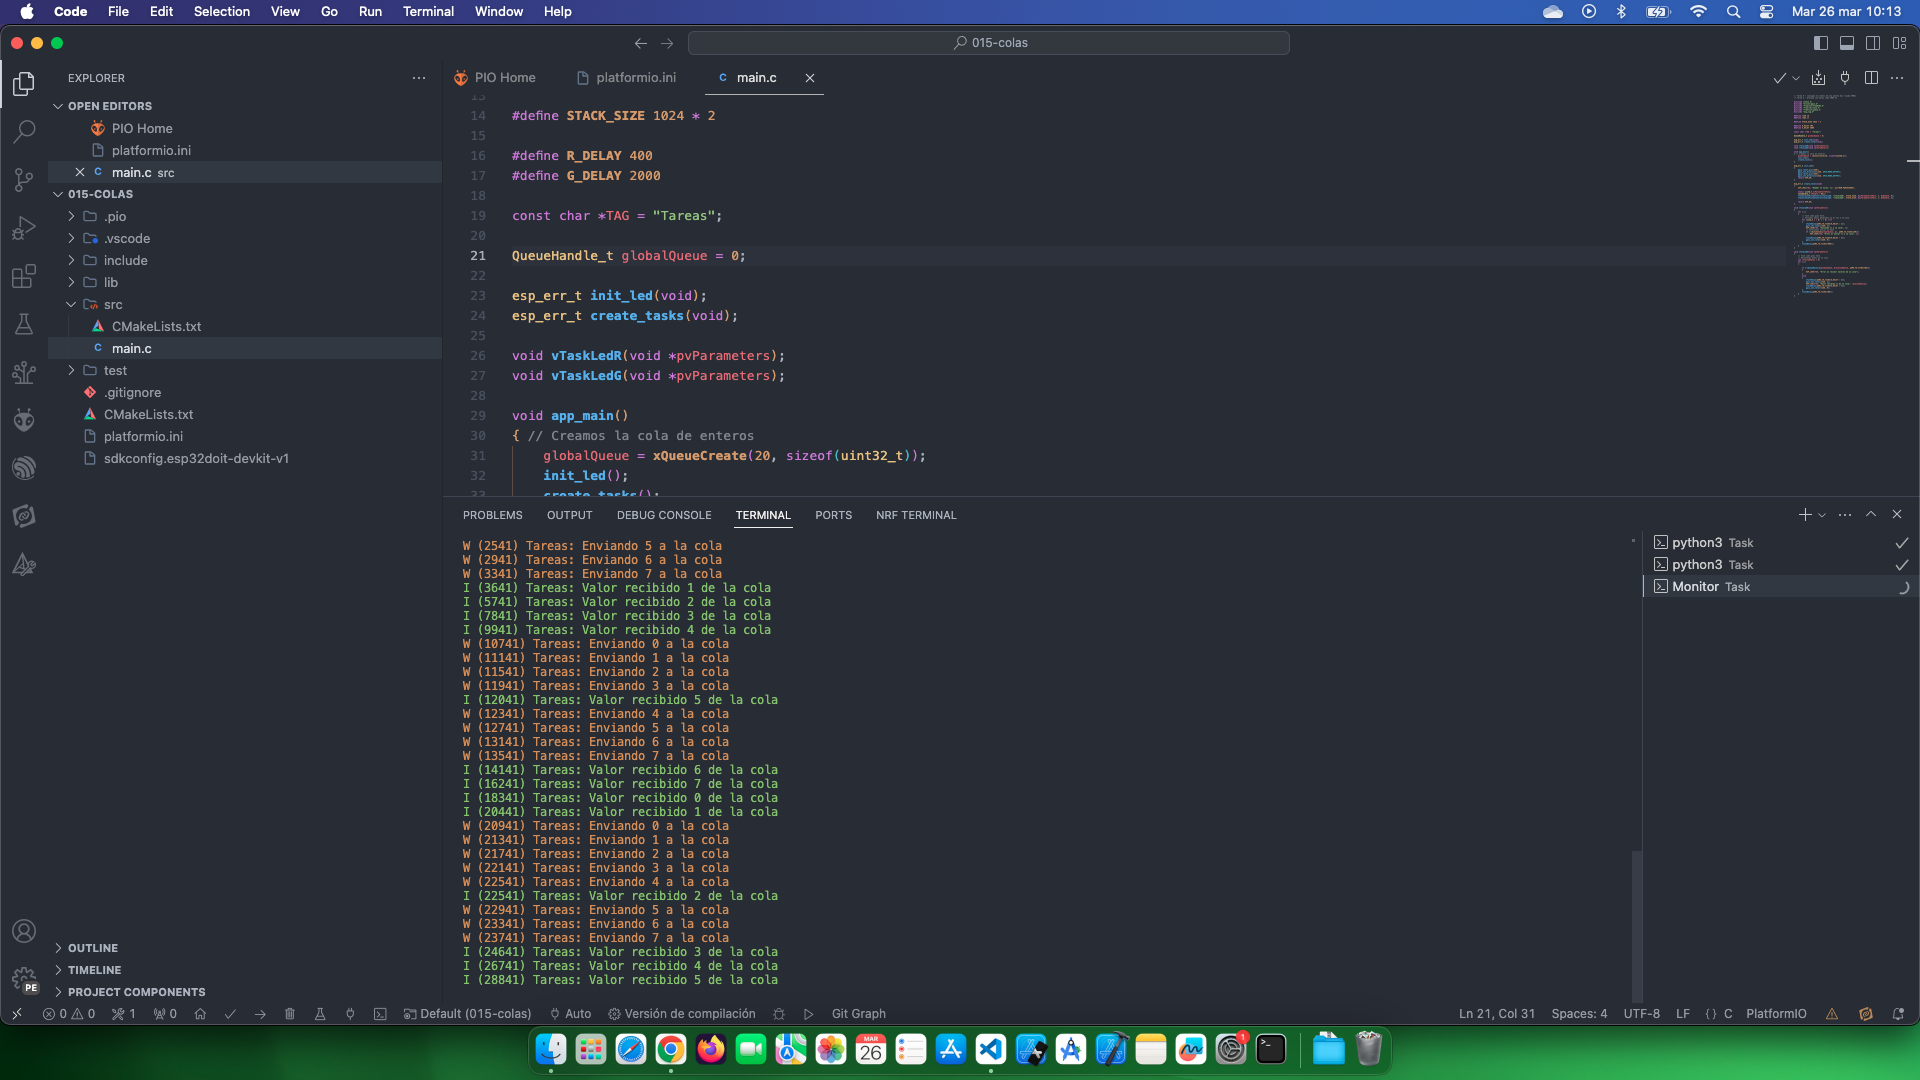 Code File Edit Selection View Go Run Terminal Window Help Mar 26 mar 10:13
015-colas
EXPLORER
OPEN EDITORS
PIO Home
platformio.ini
main.c src
015-COLAS
.pio
.vscode
include
lib
src
CMakeLists.txt
main.c
test
.gitignore
CMakeLists.txt
platformio.ini
sdkconfig.esp32doit-devkit-v1
OUTLINE
TIMELINE
PROJECT COMPONENTS
PE
PIO Home platformio.ini main.c
13
14 #define STACK_SIZE 1024 * 2
15
16 #define R_DELAY 400
17 #define G_DELAY 2000
18
19 const char *TAG = "Tareas";
20
21 QueueHandle_t globalQueue = 0;
22
23 esp_err_t init_led(void);
24 esp_err_t create_tasks(void);
25
26 void vTaskLedR(void *pvParameters);
27 void vTaskLedG(void *pvParameters);
28
29 void app_main()
30 { // Creamos la cola de enteros
31 globalQueue = xQueueCreate(20, sizeof(uint32_t));
32 init_led();
33 create_tasks();
PROBLEMS OUTPUT DEBUG CONSOLE TERMINAL PORTS NRF TERMINAL
W (2541) Tareas: Enviando 5 a la cola
W (2941) Tareas: Enviando 6 a la cola
W (3341) Tareas: Enviando 7 a la cola
I (3641) Tareas: Valor recibido 1 de la cola
I (5741) Tareas: Valor recibido 2 de la cola
I (7841) Tareas: Valor recibido 3 de la cola
I (9941) Tareas: Valor recibido 4 de la cola
W (10741) Tareas: Enviando 0 a la cola
W (11141) Tareas: Enviando 1 a la cola
W (11541) Tareas: Enviando 2 a la cola
W (11941) Tareas: Enviando 3 a la cola
I (12041) Tareas: Valor recibido 5 de la cola
W (12341) Tareas: Enviando 4 a la cola
W (12741) Tareas: Enviando 5 a la cola
W (13141) Tareas: Enviando 6 a la cola
W (13541) Tareas: Enviando 7 a la cola
I (14141) Tareas: Valor recibido 6 de la cola
I (16241) Tareas: Valor recibido 7 de la cola
I (18341) Tareas: Valor recibido 0 de la cola
I (20441) Tareas: Valor recibido 1 de la cola
W (20941) Tareas: Enviando 0 a la cola
W (21341) Tareas: Enviando 1 a la cola
W (21741) Tareas: Enviando 2 a la cola
W (22141) Tareas: Enviando 3 a la cola
W (22541) Tareas: Enviando 4 a la cola
I (22541) Tareas: Valor recibido 2 de la cola
W (22941) Tareas: Enviando 5 a la cola
W (23341) Tareas: Enviando 6 a la cola
W (23741) Tareas: Enviando 7 a la cola
I (24641) Tareas: Valor recibido 3 de la cola
I (26741) Tareas: Valor recibido 4 de la cola
I (28841) Tareas: Valor recibido 5 de la cola
python3 Task
python3 Task
Monitor Task
0 0 1 0 Default (015-colas) Auto Versión de compilación Git Graph Ln 21, Col 31 Spaces: 4 UTF-8 LF {} C PlatformIO
MAR 26 1